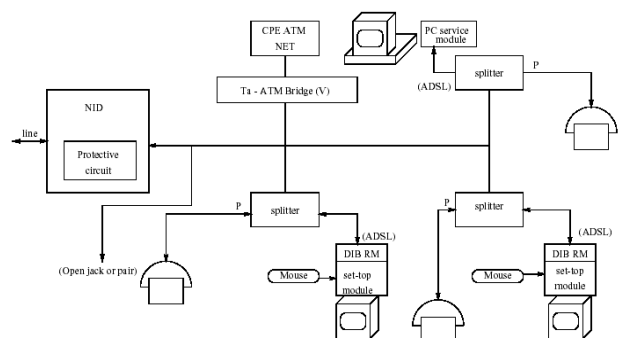 CPE ATM
NET
PC service
module
splitter
P
(ADSL)
Ta - ATM Bridge (V)
NID
line
Protective
circuit
P
splitter
P
splitter
(ADSL)
(ADSL)
(Open jack or pair)
DIB RM
Mouse
set-top
module
DIB RM
Mouse
set-top
module